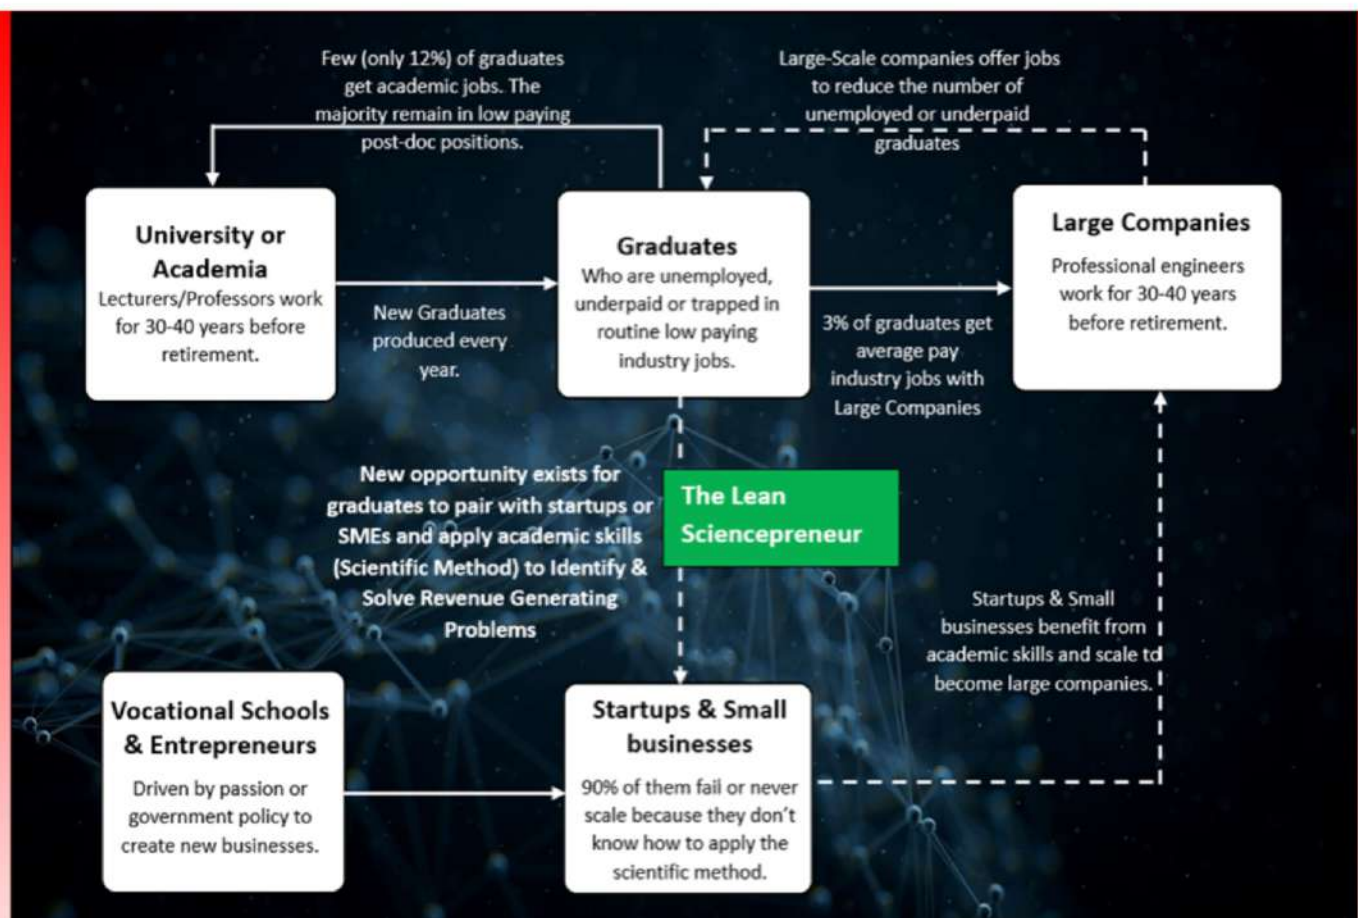 Few (only 12%) of graduates
get academic jobs. The
majority remain in low paying
post-doc positions.
Large-Scale companies offer jobs
to reduce the number of
unemployed or underpaid
graduates
University or
Academia
Lecturers/Professors work
for 30-40 years before
retirement.
New Graduates
produced every
year.
Graduates
Who are unemployed,
underpaid or trapped in
routine low paying
industry jobs.
3% of graduates get
average pay
industry jobs with
Large Companies
Large Companies
Professional engineers
work for 30-40 years
before retirement.
New opportunity exists for
graduates to pair with startups or
SMEs and apply academic skills
(Scientific Method) to Identify &
Solve Revenue Generating
Problems
The Lean
Sciencepreneur
Startups & Small
businesses benefit from
academic skills and scale to
become large companies.
Vocational Schools
& Entrepreneurs
Driven by passion or
government policy to
create new businesses.
Startups & Small
businesses
90% of them fail or never
scale because they don't
know how to apply the
scientific method.